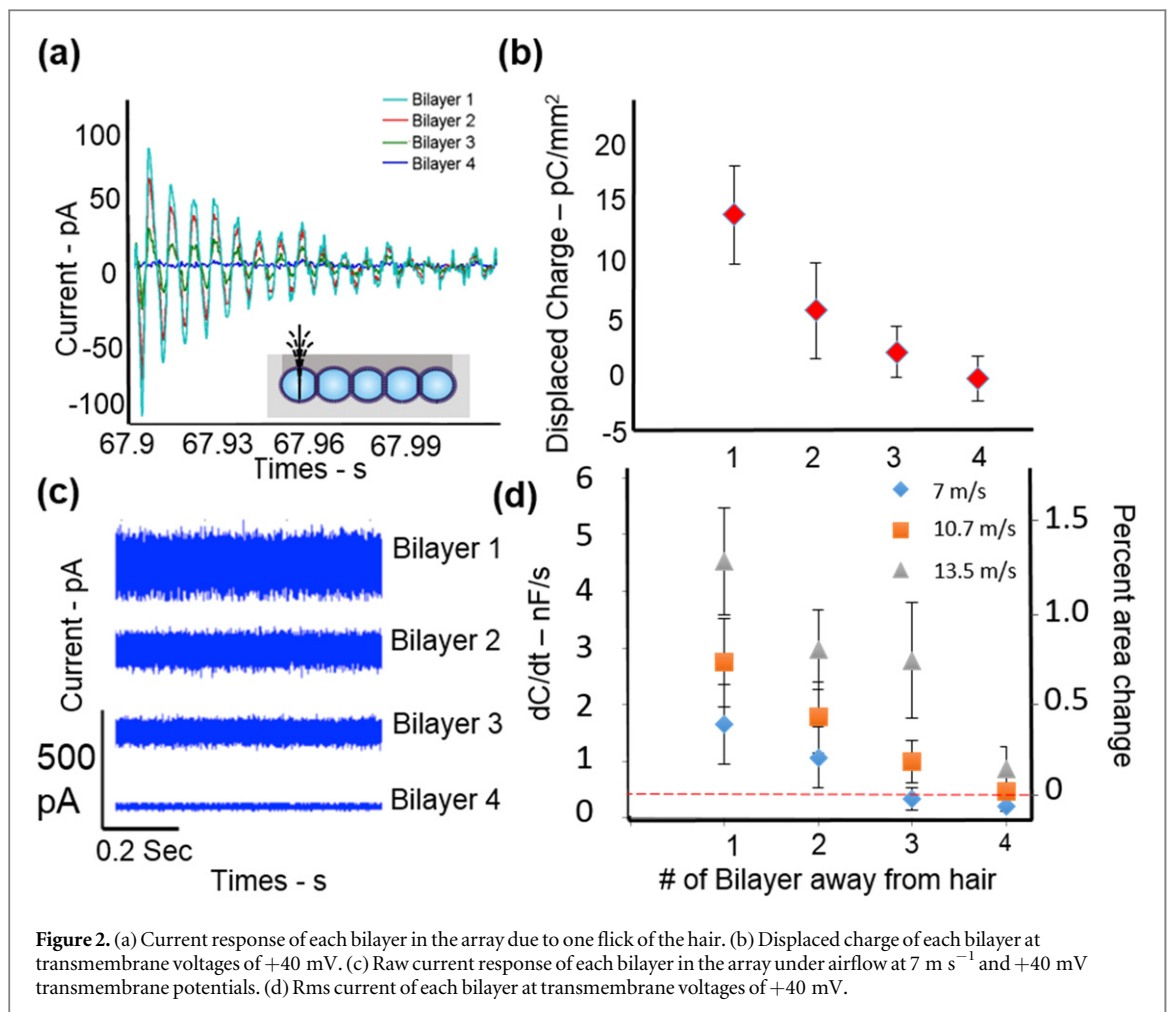 (a)
Current - pA
100
50
0
-50
-100
Bilayer 1
Bilayer 2
Bilayer 3
Bilayer 4
67.9 67.93 67.96 67.99
Times - s
(b)
Displaced Charge – pC/mm²
20
15
10
5
0
-5
1 2 3 4
(c)
Current - pA
Bilayer 1
Bilayer 2
Bilayer 3
Bilayer 4
500
pA
0.2 Sec
Times - s
(d)
dC/dt – nF/s
6
5
4
3
2
1
0
7 m/s
10.7 m/s
13.5 m/s
1.5
1.0
0.5
0
Percent area change
1 2 3 4
# of Bilayer away from hair
Figure 2. (a) Current response of each bilayer in the array due to one flick of the hair. (b) Displaced charge of each bilayer at
transmembrane voltages of +40 mV. (c) Raw current response of each bilayer in the array under airflow at 7 m s⁻¹ and +40 mV
transmembrane potentials. (d) Rms current of each bilayer at transmembrane voltages of +40 mV.